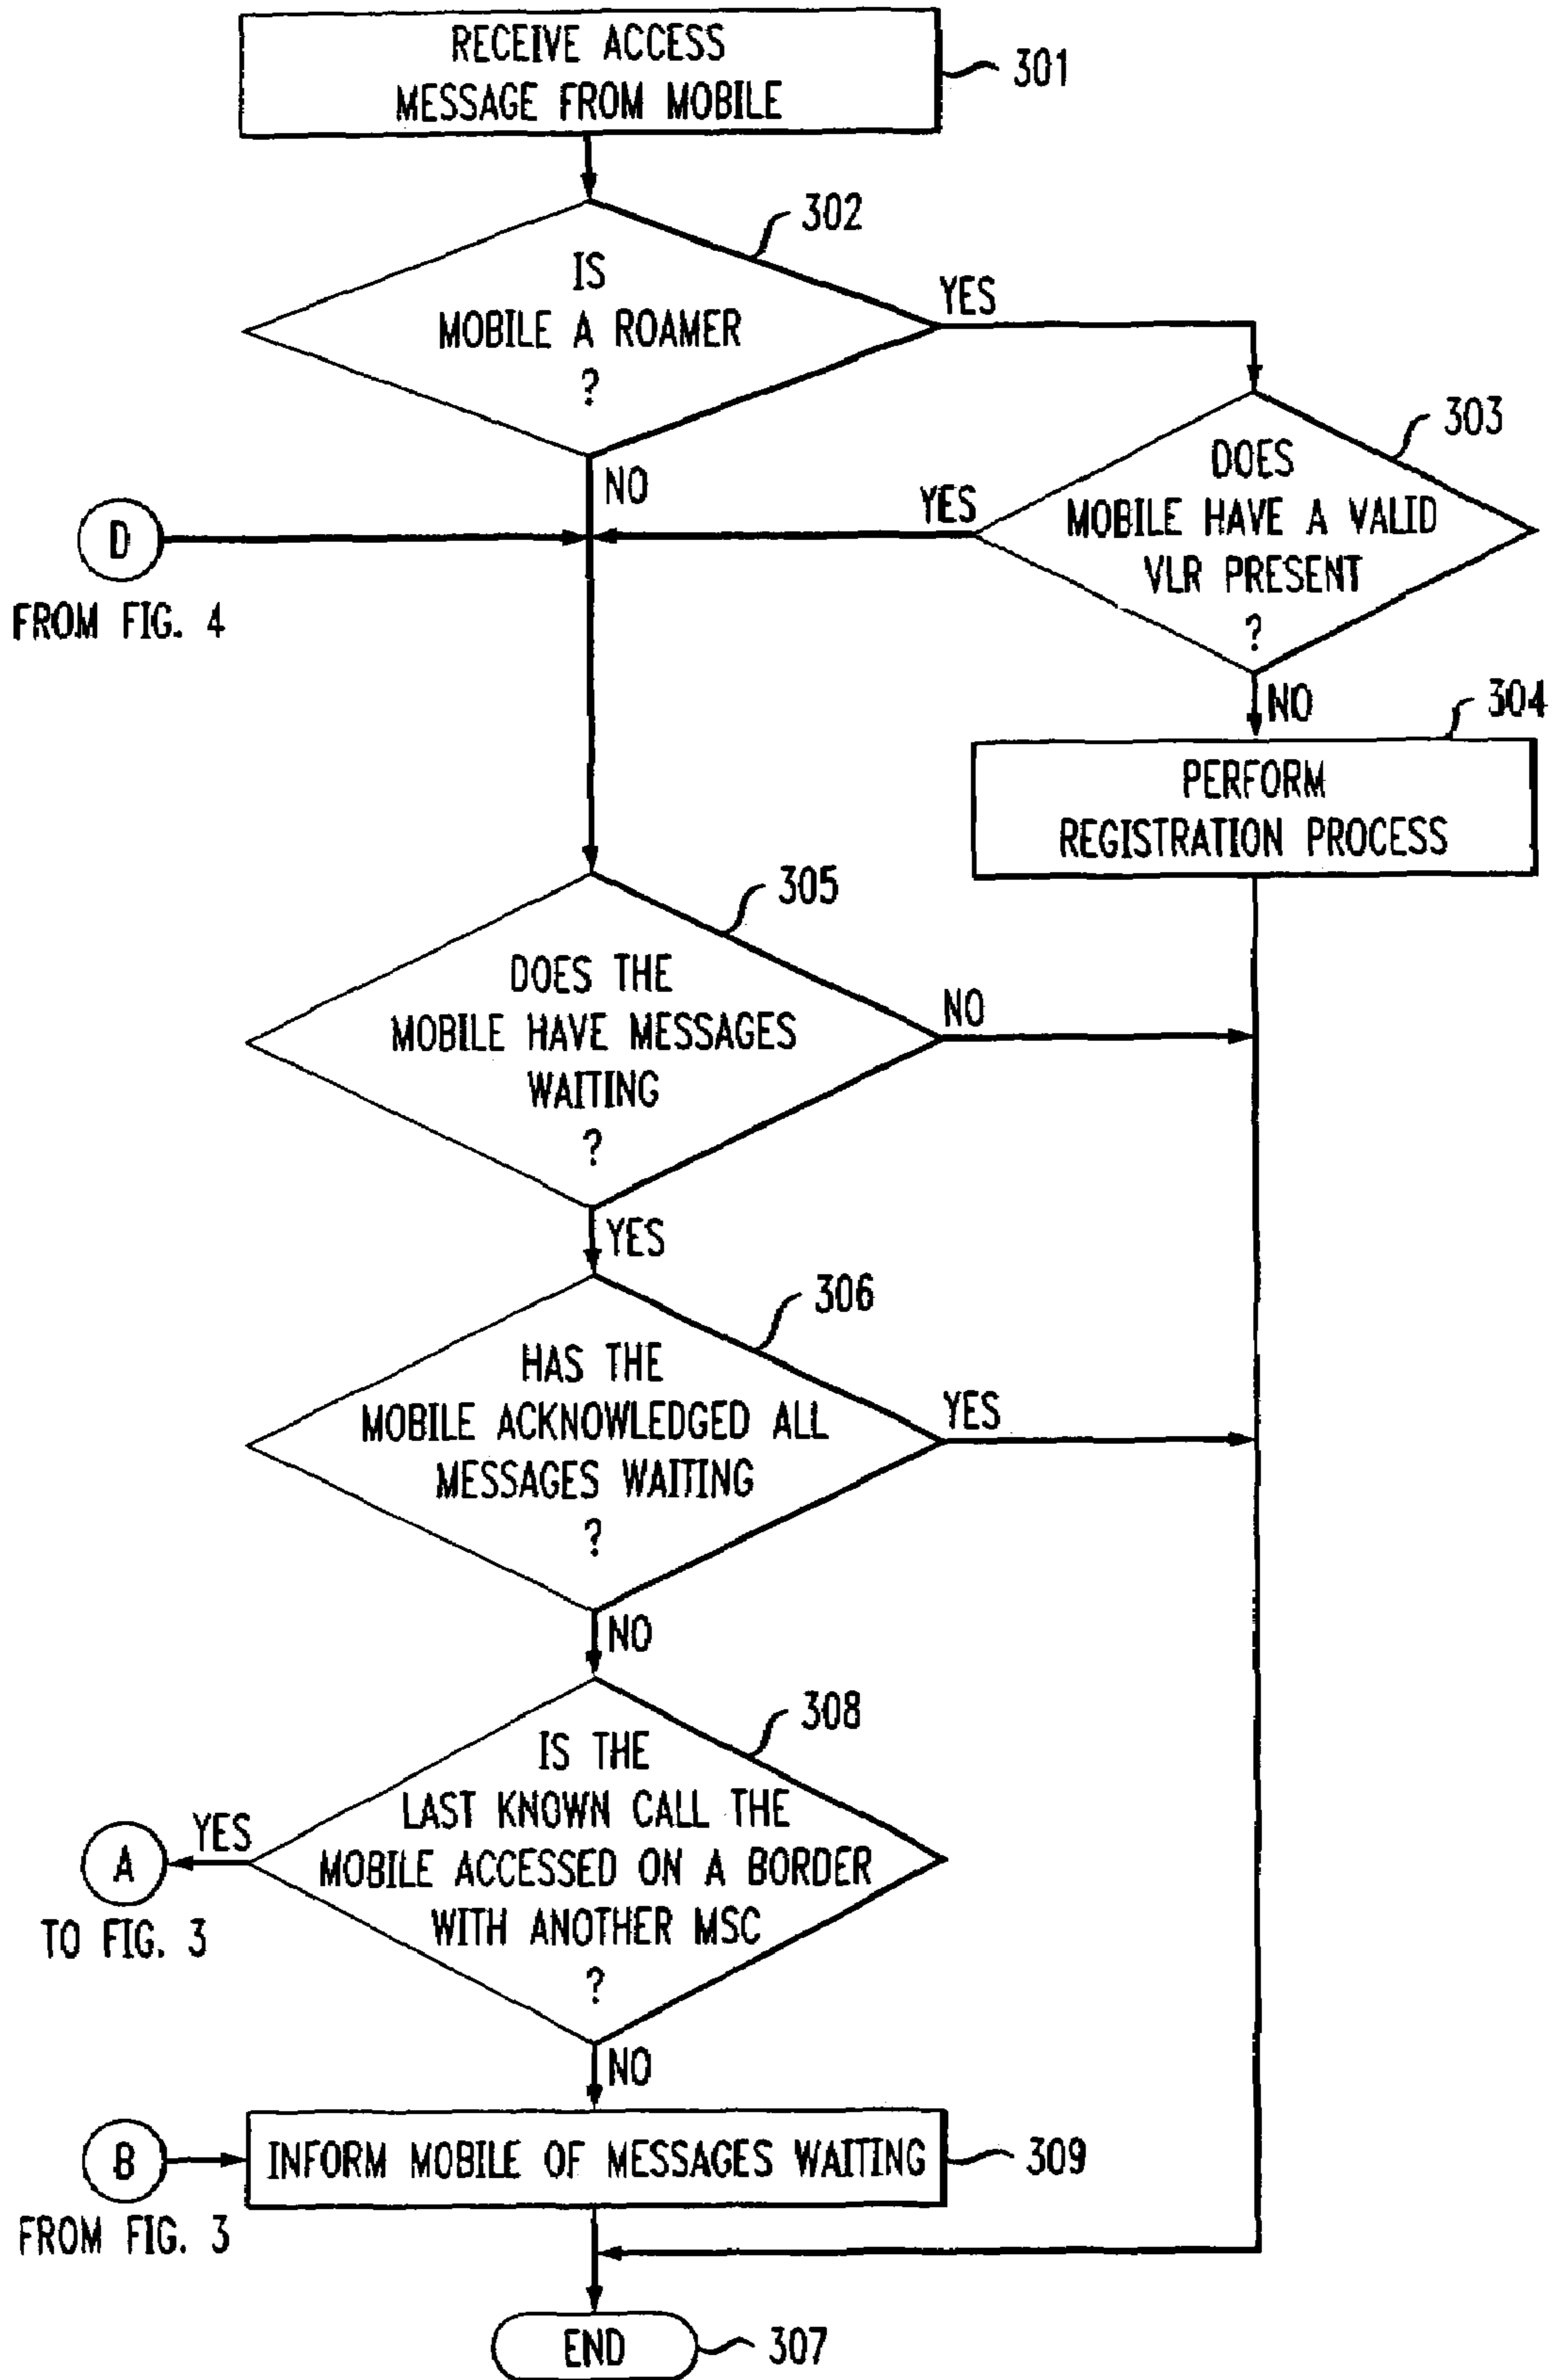 RECEIVE ACCESS
MESSAGE FROM MOBILE
301
302
IS
MOBILE A ROAMER
?
YES
NO
303
DOES
MOBILE HAVE A VALID
VLR PRESENT
?
YES
NO
D
FROM FIG. 4
304
PERFORM
REGISTRATION PROCESS
305
DOES THE
MOBILE HAVE MESSAGES
WAITING
?
NO
YES
306
HAS THE
MOBILE ACKNOWLEDGED ALL
MESSAGES WAITING
?
YES
NO
308
IS THE
LAST KNOWN CALL THE
MOBILE ACCESSED ON A BORDER
WITH ANOTHER MSC
?
YES
A
TO FIG. 3
NO
B
FROM FIG. 3
INFORM MOBILE OF MESSAGES WAITING
309
END
307